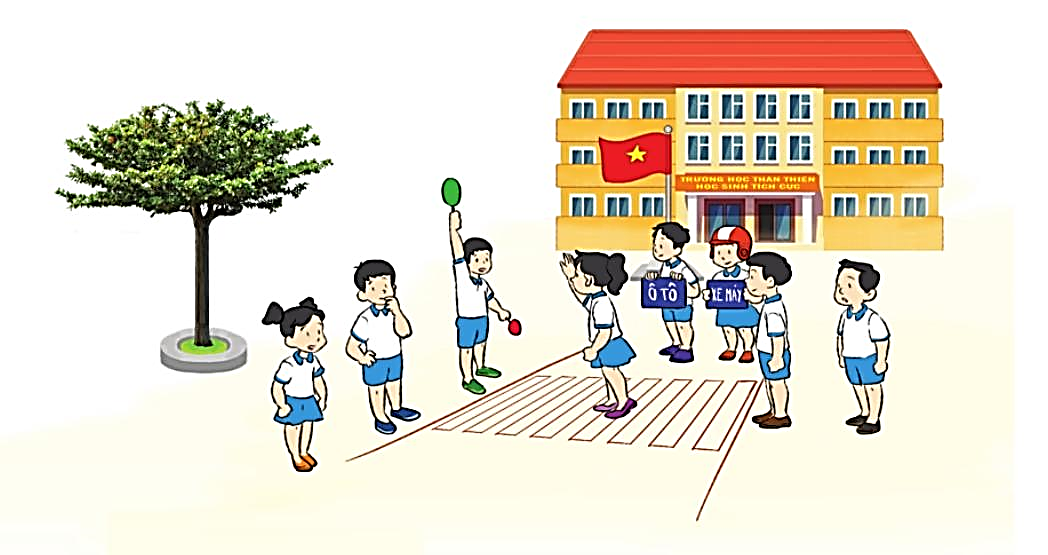 TRƯỜNG HỌC THÂN THIỆN
HỌC SINH TÍCH CỰC
Ô TÔ
XE MÁY